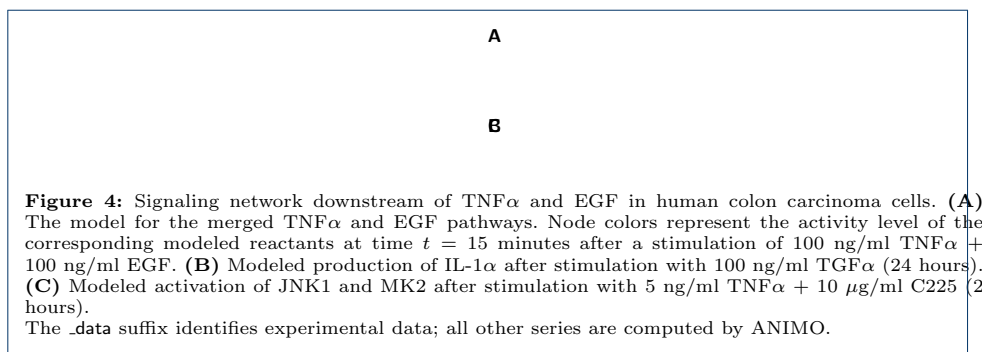 A
B
Figure 4: Signaling network downstream of TNFα and EGF in human colon carcinoma cells. (A)
The model for the merged TNFα and EGF pathways. Node colors represent the activity level of the
corresponding modeled reactants at time t = 15 minutes after a stimulation of 100 ng/ml TNFα +
100 ng/ml EGF. (B) Modeled production of IL-1α after stimulation with 100 ng/ml TGFα (24 hours).
(C) Modeled activation of JNK1 and MK2 after stimulation with 5 ng/ml TNFα + 10 μg/ml C225 (2
hours).
The _data suffix identifies experimental data; all other series are computed by ANIMO.